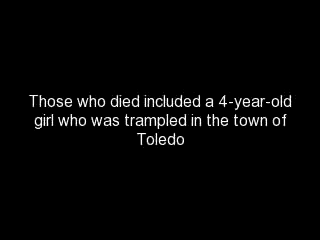 Those who died included a 4-year-old
girl who was trampled in the town of
Toledo